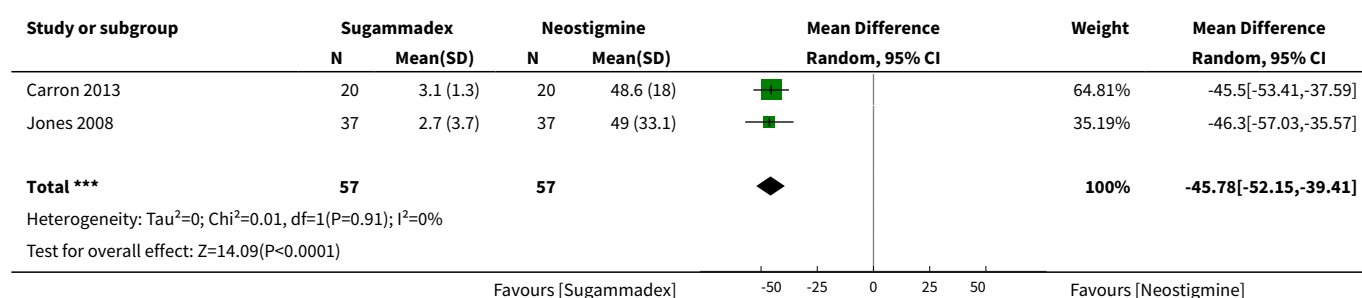 Study or subgroup Sugammadex Neostigmine Mean Difference Weight Mean Difference
N Mean(SD) N Mean(SD) Random, 95% CI Random, 95% CI
Carron 2013 20 3.1 (1.3) 20 48.6 (18) 64.81% -45.5[-53.41,-37.59]
Jones 2008 37 2.7 (3.7) 37 49 (33.1) 35.19% -46.3[-57.03,-35.57]
Total *** 57 57 100% -45.78[-52.15,-39.41]
Heterogeneity: Tau²=0; Chi²=0.01, df=1(P=0.91); I²=0%
Test for overall effect: Z=14.09(P<0.0001)
Favours [Sugammadex] -50 -25 0 25 50 Favours [Neostigmine]